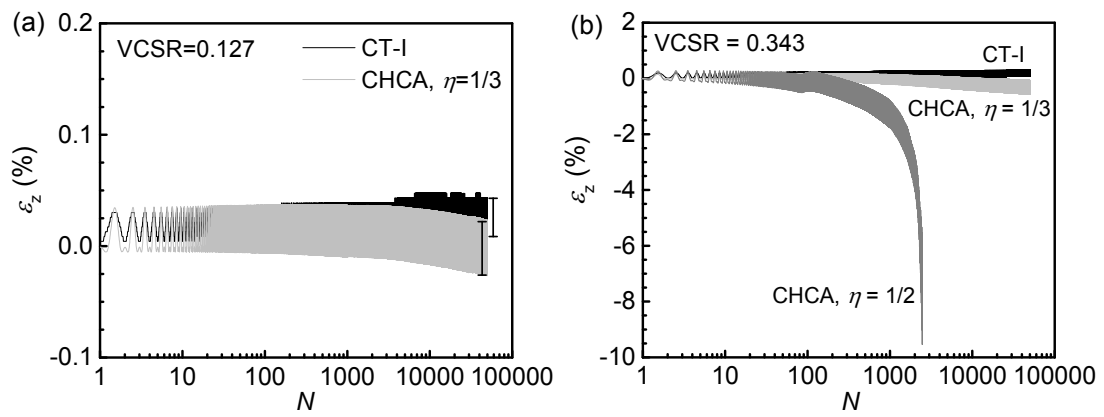 (a)
VCSR=0.127
CT-I
CHCA, η=1/3
0.2
0.1
0.0
-0.1
εz (%)
1 10 100 1000 10000 100000
N
(b)
VCSR = 0.343
CT-I
CHCA, η = 1/3
CHCA, η = 1/2
2
0
-2
-4
-6
-8
-10
εz (%)
1 10 100 1000 10000 100000
N